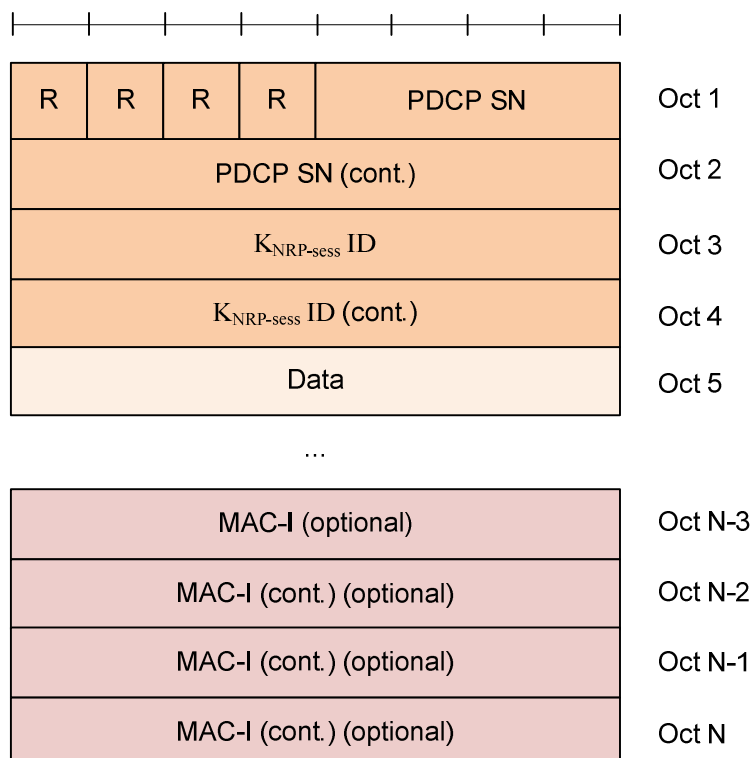 R R R R PDCP SN Oct 1
PDCP SN (cont.) Oct 2
K_NRP-sess ID Oct 3
K_NRP-sess ID (cont.) Oct 4
Data Oct 5
...
MAC-I (optional) Oct N-3
MAC-I (cont.) (optional) Oct N-2
MAC-I (cont.) (optional) Oct N-1
MAC-I (cont.) (optional) Oct N